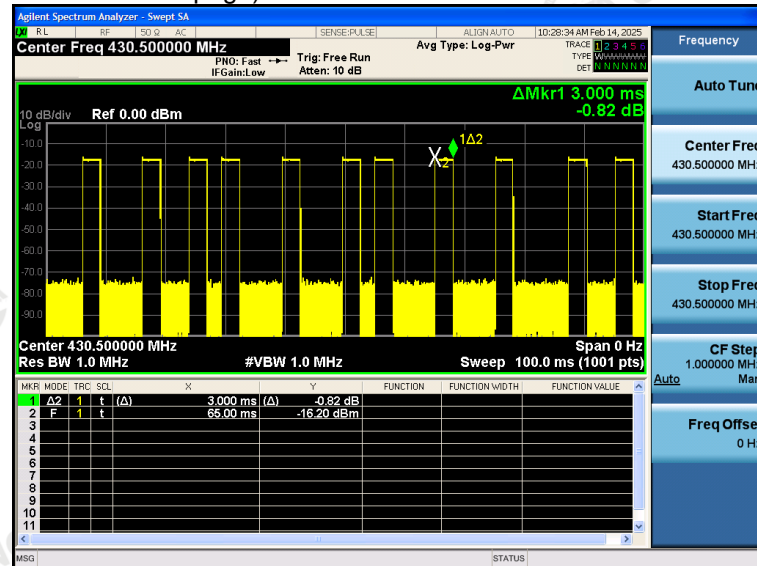 Agilent Spectrum Analyzer - Swept SA
RL RF 50 Ω AC SENSE:PULSE ALIGN AUTO 10:28:34 AM Feb 14, 2025
Center Freq 430.500000 MHz
PNO: Fast Trig: Free Run
IFGain:Low Atten: 10 dB
Avg Type: Log-Pwr
TRACE 1 2 3 4 5 6
TYPE
DET N N N N N N
ΔMkr1 3.000 ms
-0.82 dB
10 dB/div Ref 0.00 dBm
Log
-10.0
-20.0
-30.0
-40.0
-50.0
-60.0
-70.0
-80.0
-90.0
1Δ2
X2
Center 430.500000 MHz Span 0 Hz
Res BW 1.0 MHz #VBW 1.0 MHz Sweep 100.0 ms (1001 pts)
MKR MODE TRC SCL X Y FUNCTION FUNCTION WIDTH FUNCTION VALUE
1 Δ2 1 t (Δ) 3.000 ms (Δ) -0.82 dB
2 F 1 t 65.00 ms -16.20 dBm
3
4
5
6
7
8
9
10
11
MSG STATUS
Frequency
Auto Tune
Center Freq
430.500000 MH
Start Freq
430.500000 MH
Stop Freq
430.500000 MH
CF Step
1.000000 MH
Auto Man
Freq Offse
0 H